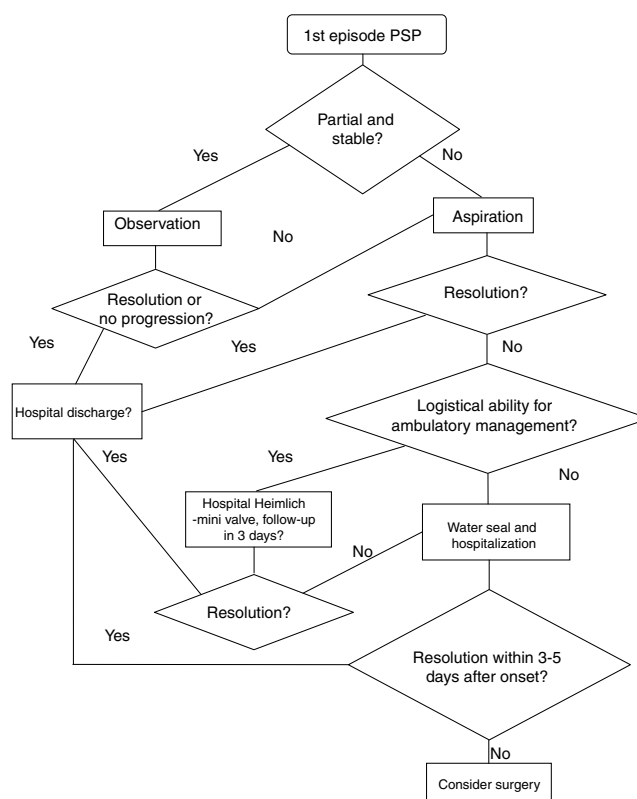 1st episode PSP
Partial and
stable?
Yes
No
Observation
No
Aspiration
Resolution or
no progression?
Resolution?
Yes
Yes
No
Hospital discharge?
Logistical ability for
ambulatory management?
Yes
Yes
No
Hospital Heimlich
-mini valve, follow-up
in 3 days?
Water seal and
hospitalization
No
Resolution?
Yes
Resolution within 3-5
days after onset?
No
Consider surgery